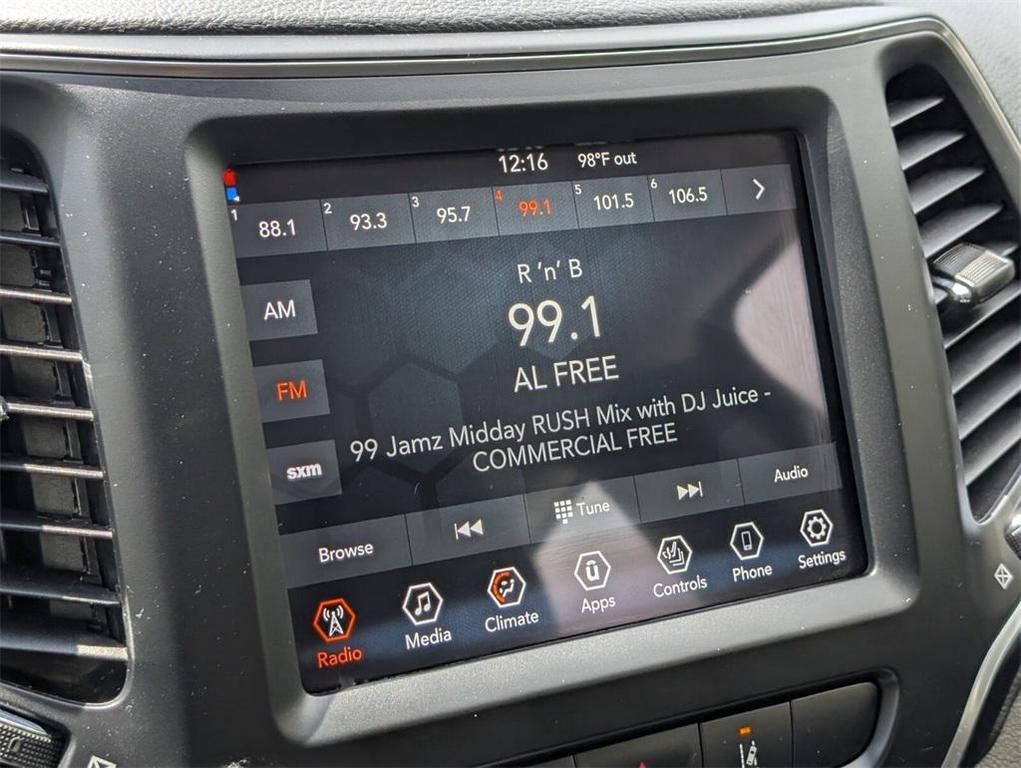 12:16 98°F out
1 88.1 2 93.3 3 95.7 4 99.1 5 101.5 6 106.5
R 'n' B
AM
99.1
AL FREE
FM
99 Jamz Midday RUSH Mix with DJ Juice -
COMMERCIAL FREE
sxm
Browse Tune Audio
Radio Media Climate Apps Controls Phone Settings